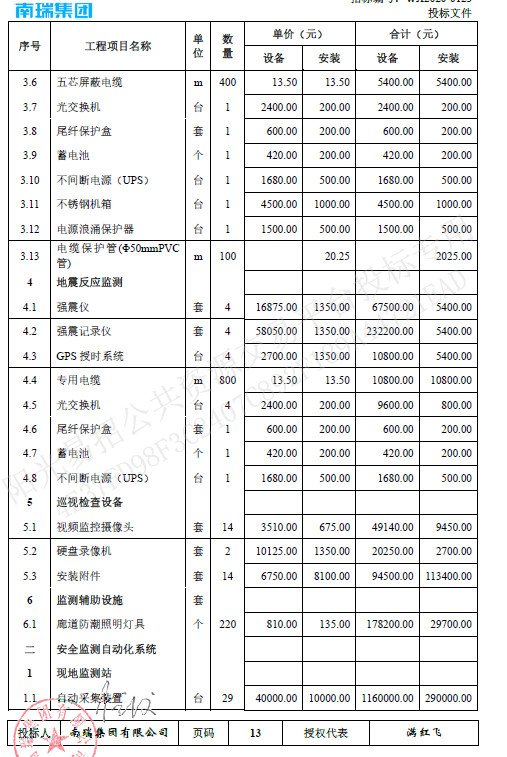 南瑞集团
投标文件
序号 工程项目名称 单位 数量 单价（元） 合计（元）
设备 安装 设备 安装
3.6 五芯屏蔽电缆 m 400 13.50 13.50 5400.00 5400.00
3.7 光交换机 台 1 2400.00 200.00 2400.00 200.00
3.8 尾纤保护盒 套 1 600.00 200.00 600.00 200.00
3.9 蓄电池 个 1 420.00 200.00 420.00 200.00
3.10 不间断电源（UPS） 台 1 1680.00 500.00 1680.00 500.00
3.11 不锈钢机箱 台 1 4500.00 1000.00 4500.00 1000.00
3.12 电源浪涌保护器 台 1 1500.00 500.00 1500.00 500.00
3.13 电缆保护管(Φ50mmPVC管) m 100 20.25 2025.00
4 地震反应监测
4.1 强震仪 套 4 16875.00 1350.00 67500.00 5400.00
4.2 强震记录仪 套 4 58050.00 1350.00 232200.00 5400.00
4.3 GPS授时系统 台 4 2700.00 1350.00 10800.00 5400.00
4.4 专用电缆 m 800 13.50 13.50 10800.00 10800.00
4.5 光交换机 台 4 2400.00 200.00 9600.00 800.00
4.6 尾纤保护盒 套 1 600.00 200.00 600.00 200.00
4.7 蓄电池 个 1 420.00 200.00 420.00 200.00
4.8 不间断电源（UPS） 台 1 1680.00 500.00 1680.00 500.00
5 巡视检查设备
5.1 视频监控摄像头 套 14 3510.00 675.00 49140.00 9450.00
5.2 硬盘录像机 套 2 10125.00 1350.00 20250.00 2700.00
5.3 安装附件 套 14 6750.00 8100.00 94500.00 113400.00
6 监测辅助设施 套
6.1 廊道防潮照明灯具 个 220 810.00 135.00 178200.00 29700.00
二 安全监测自动化系统
1 现地监测站
1.1 自动采集装置 台 29 40000.00 10000.00 1160000.00 290000.00
投标人 南瑞集团有限公司 页码 13 授权代表 满红飞